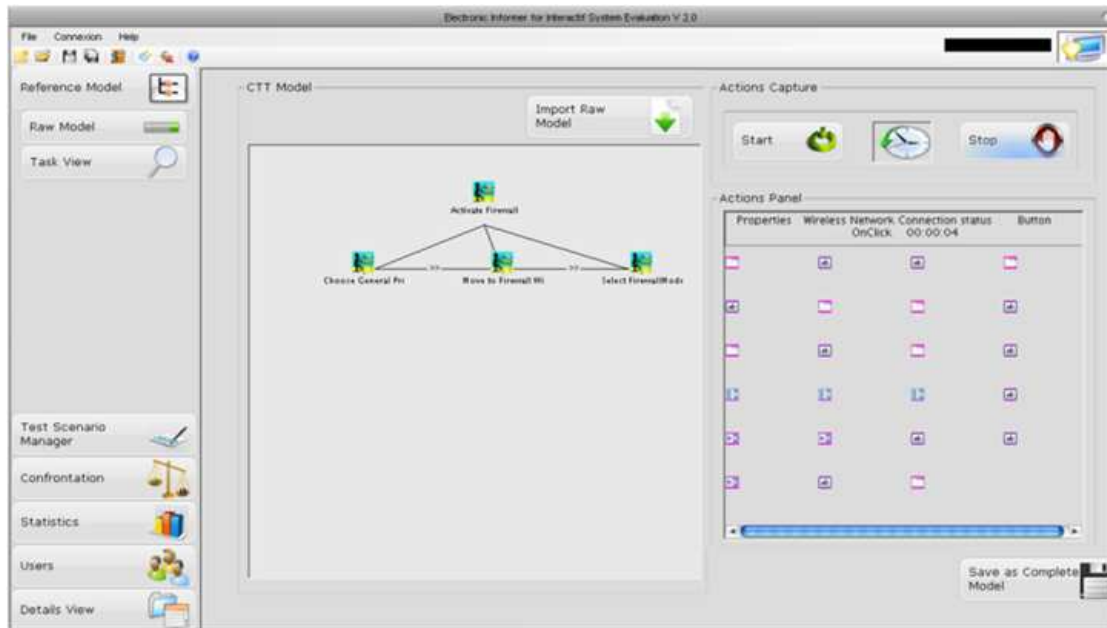 Electronic Informer for Interactif System Evaluation V 2.0
File Connexion Help
Reference Model
Raw Model
Task View
Test Scenario
Manager
Confrontation
Statistics
Users
Details View
CTT Model
Import Raw
Model
Activate Firewall
>> >>
Choose General Pri
Move to Firewall Wi
Select FirewallMode
Actions Capture
Start
Stop
Actions Panel
Properties Wireless Network Connection status Button
OnClick 00:00:04
Save as Complete
Model